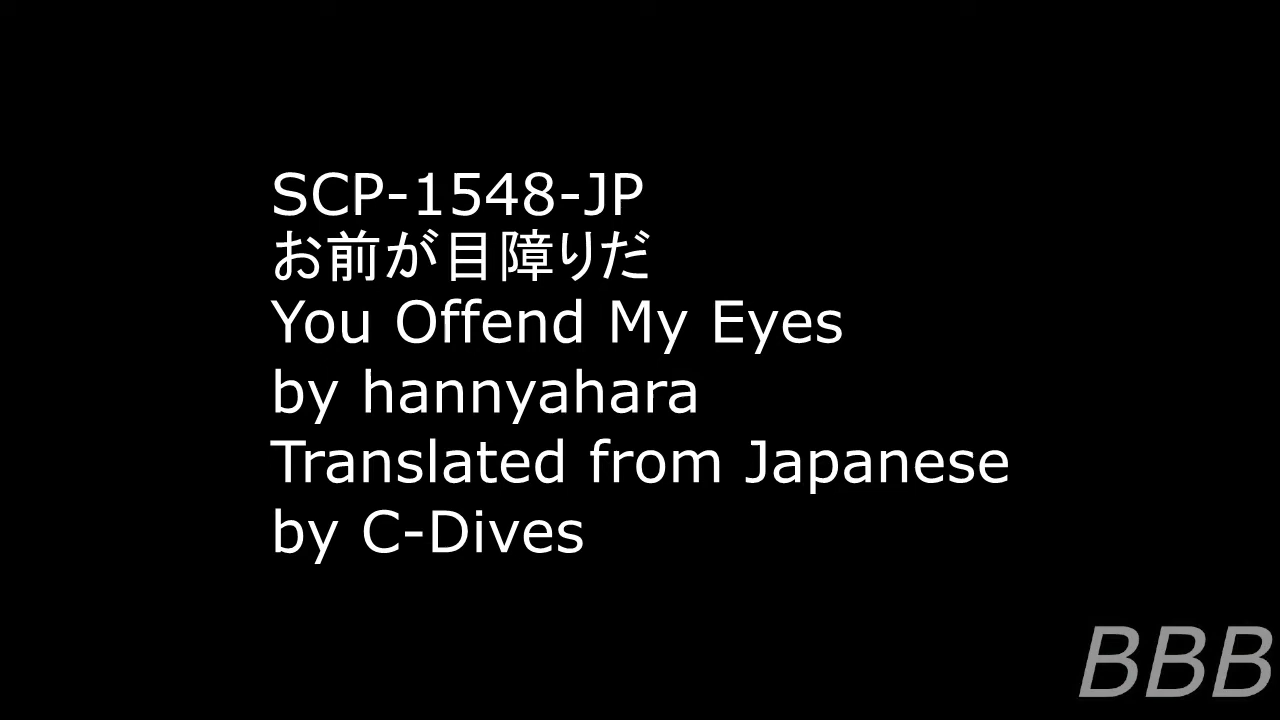 SCP-1548-JP
お前が目障りだ
You Offend My Eyes
by hannyahara
Translated from Japanese
by C-Dives
BBB